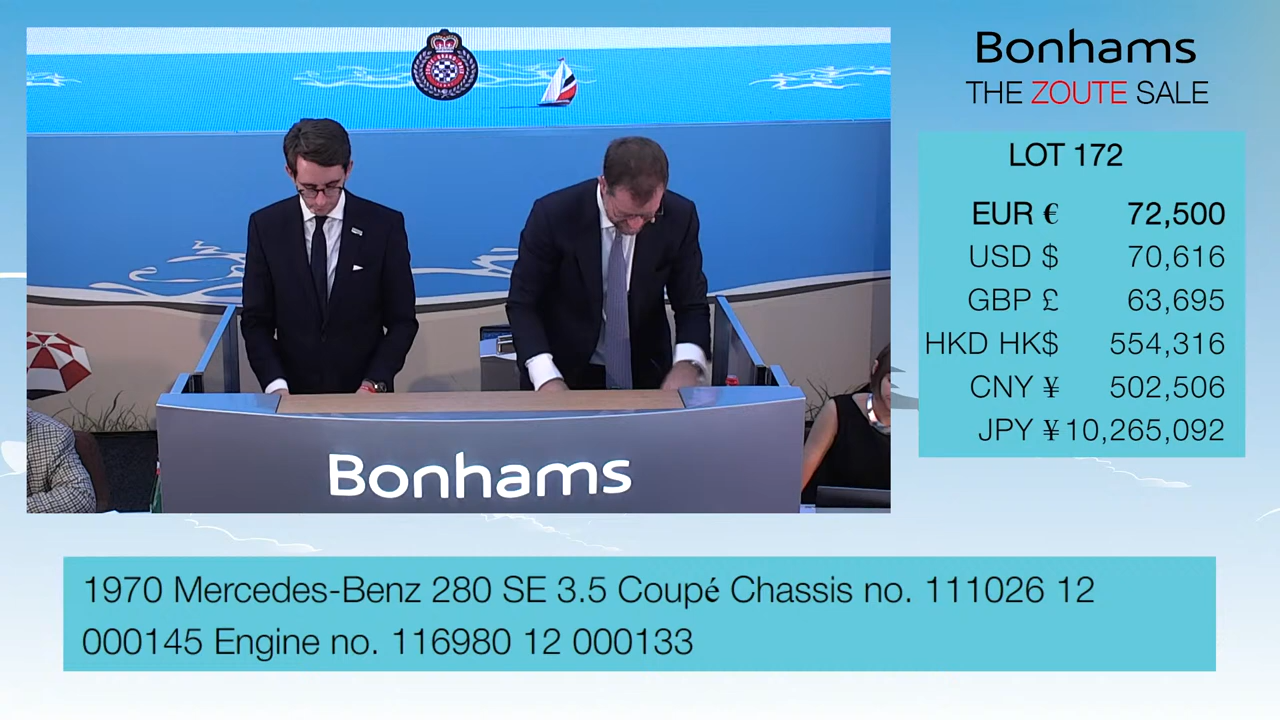 Bonhams
THE ZOUTE SALE
LOT 172
EUR € 72,500
USD $ 70,616
GBP £ 63,695
HKD HK$ 554,316
CNY ¥ 502,506
JPY ¥ 10,265,092
Bonhams
1970 Mercedes-Benz 280 SE 3.5 Coupé Chassis no. 111026 12
000145 Engine no. 116980 12 000133